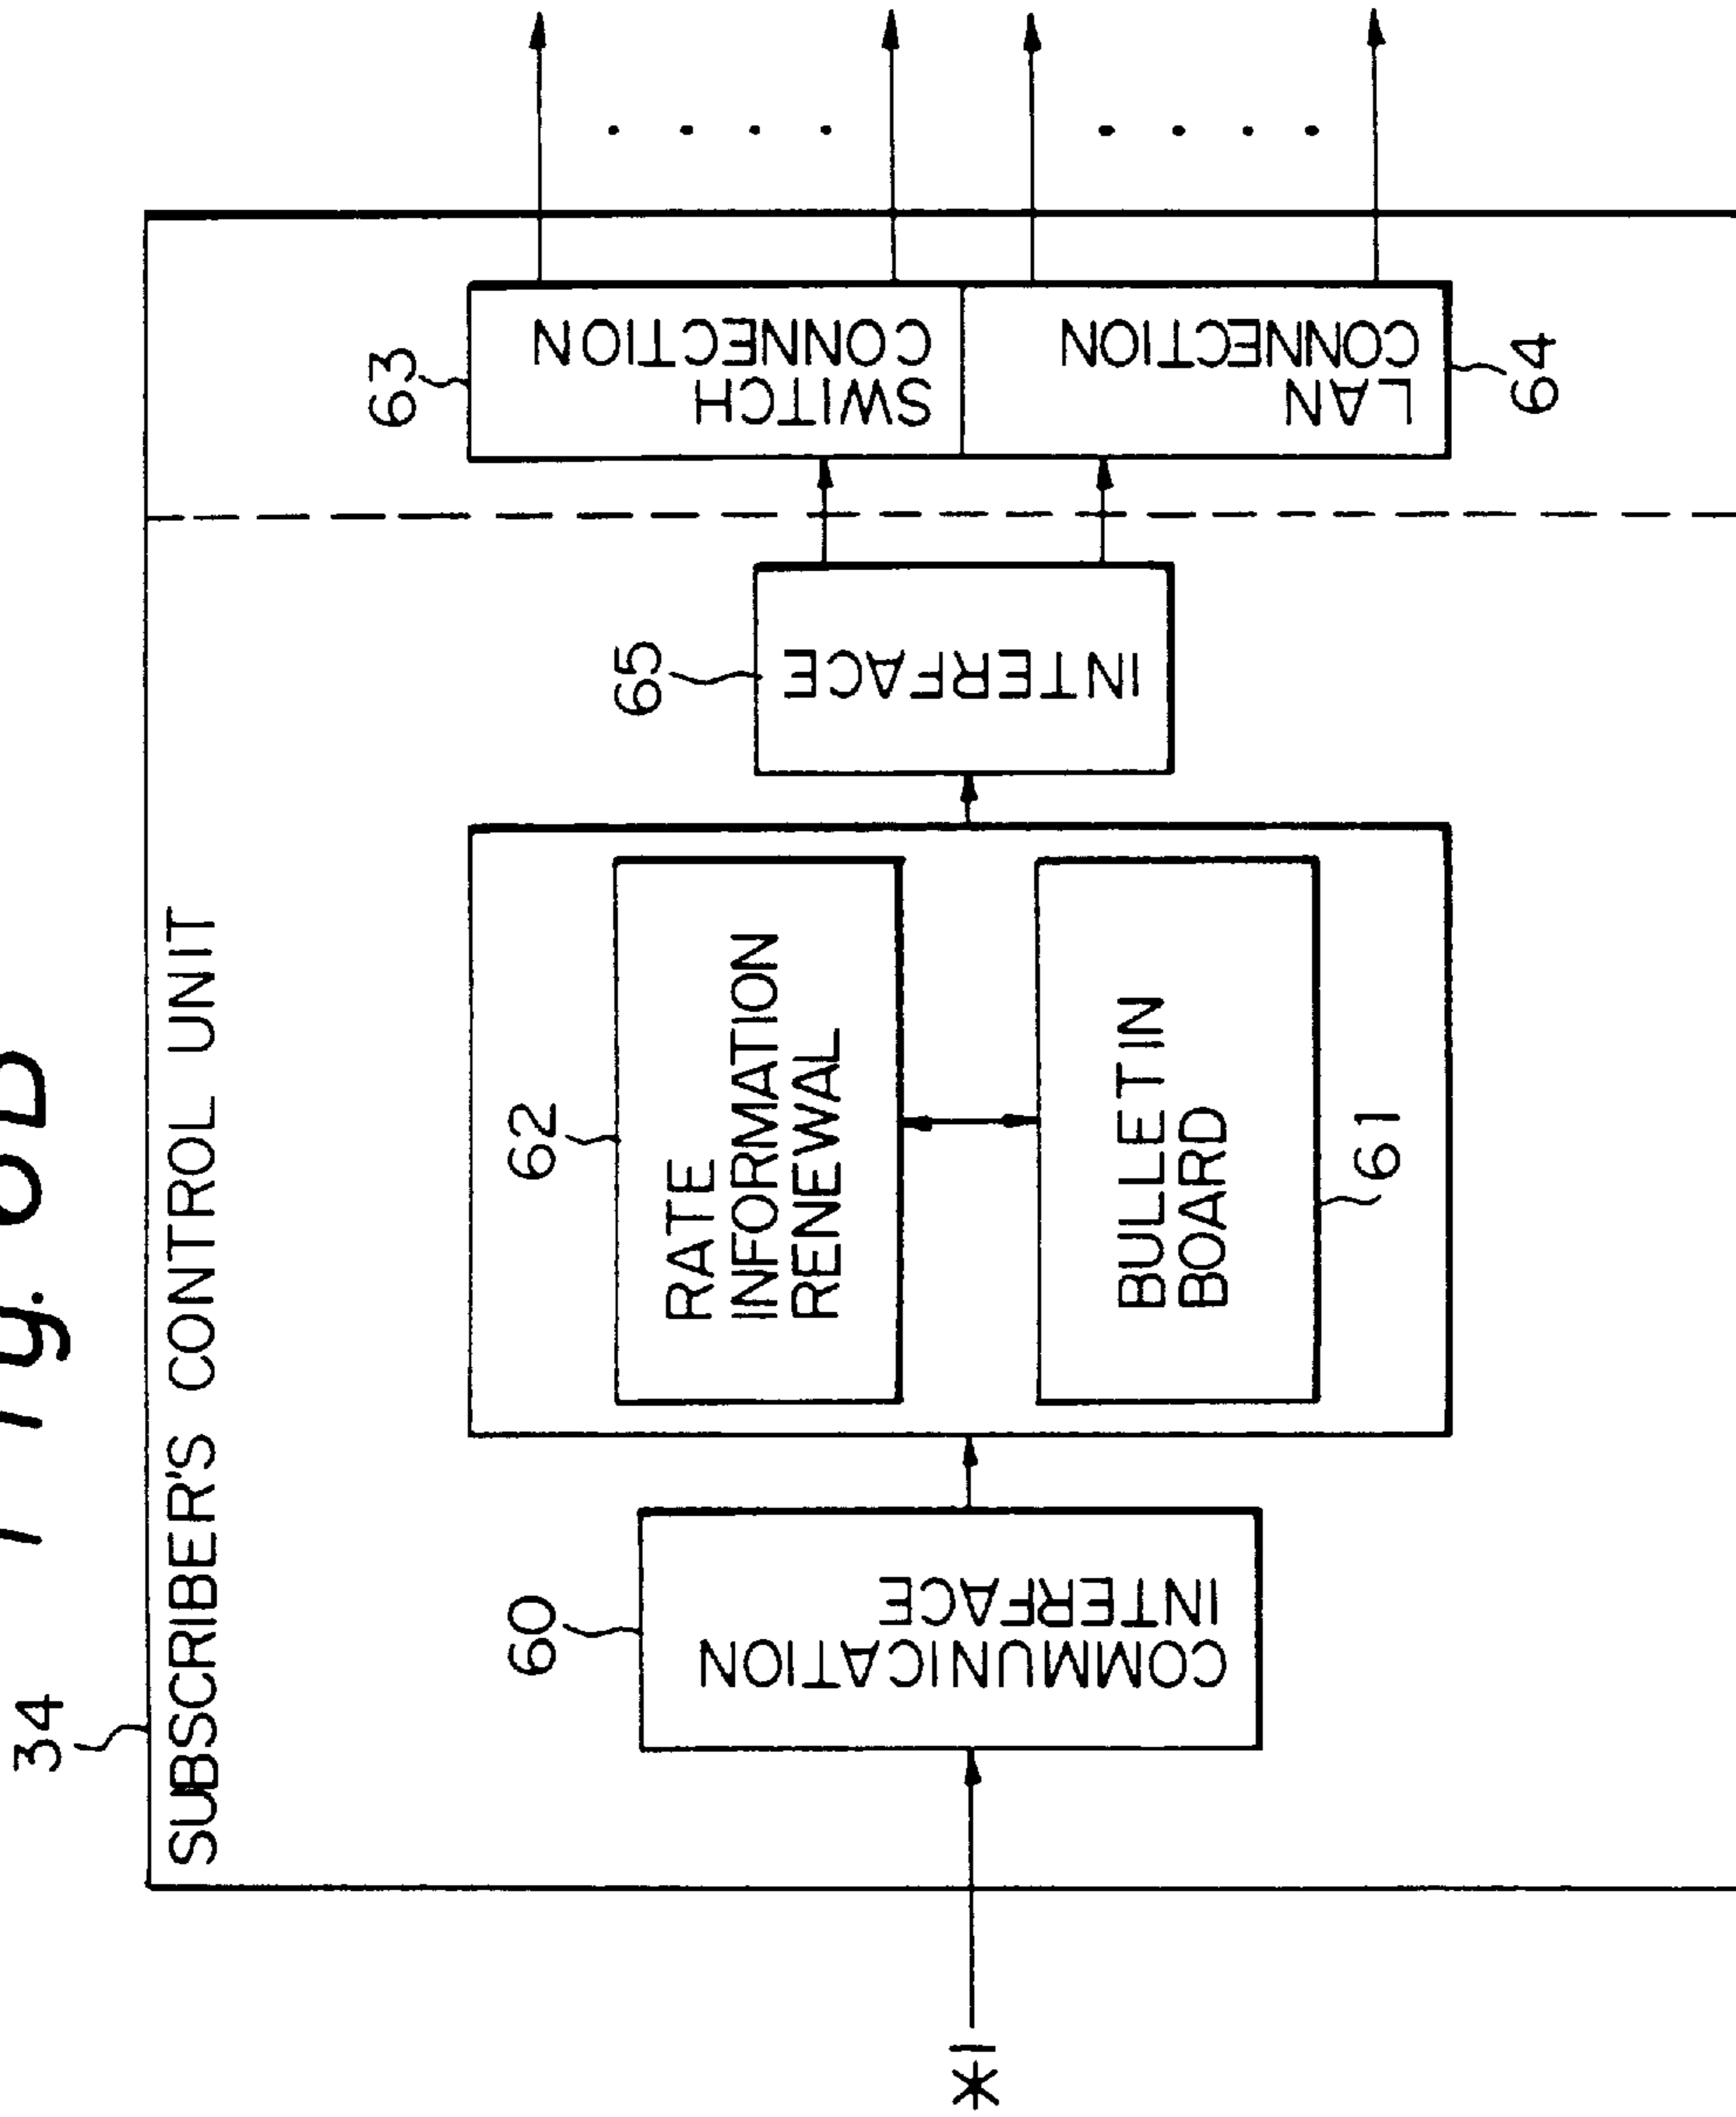 34
SUBSCRIBER'S CONTROL UNIT
60
COMMUNICATION
INTERFACE
62
RATE
INFORMATION
RENEWAL
BULLETIN
BOARD
61
65
INTERFACE
63
SWITCH
CONNECTION
LAN
CONNECTION
64
*1